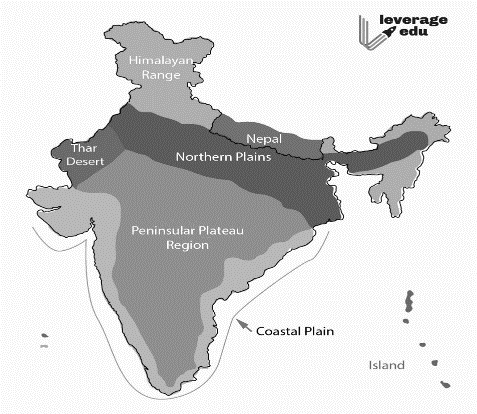 leverage
edu
Himalayan
Range
Nepal
Thar
Desert
Northern Plains
Peninsular Plateau
Region
Coastal Plain
Island